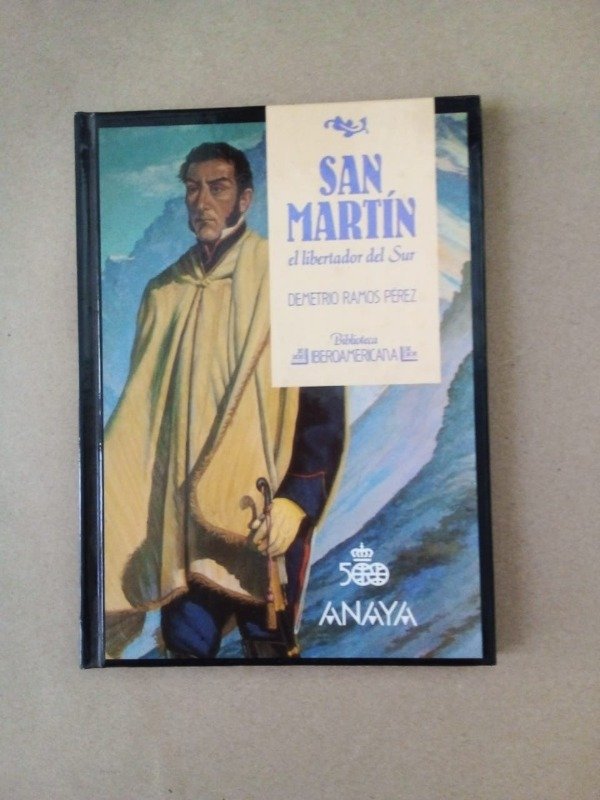 SAN
MARTÍN
el libertador del Sur
DEMETRIO RAMOS PÉREZ
Biblioteca
IBEROAMERICANA
500
ANAYA